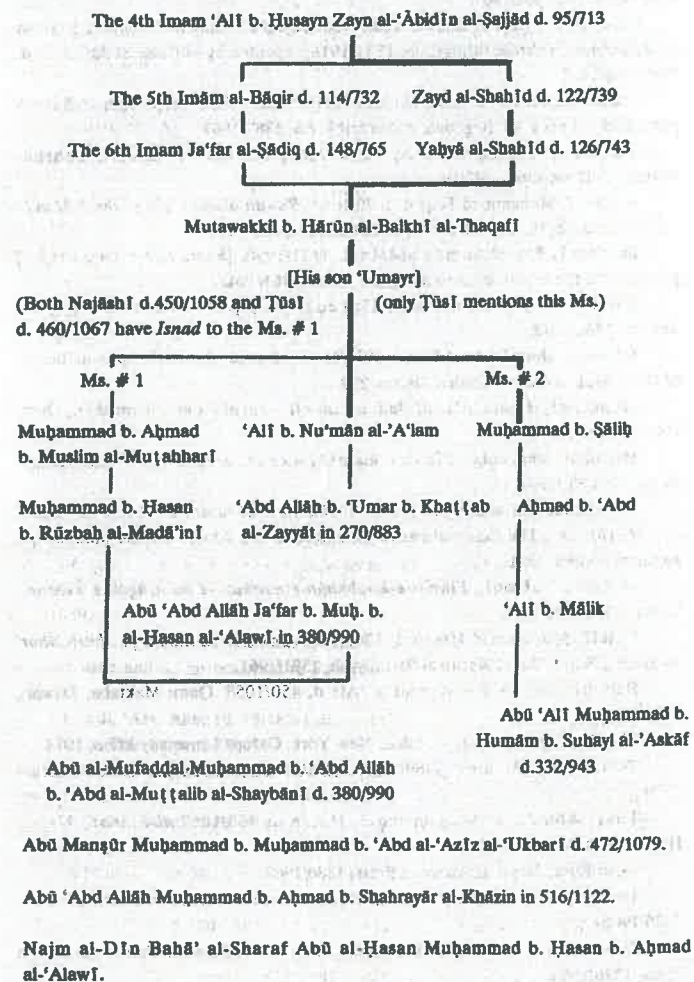 The 4th Imam ‘Alī b. Ḥusayn Zayn al-‘Ābidīn al-Ṣajjād d. 95/713
The 5th Imām al-Bāqir d. 114/732
Zayd al-Shahīd d. 122/739
The 6th Imam Ja‘far al-Ṣādiq d. 148/765
Yaḥyā al-Shahīd d. 126/743
Mutawakkil b. Hārūn al-Balkhī al-Thaqafī
[His son ‘Umayr]
(Both Najāshī d.450/1058 and Ṭūsī
d. 460/1067 have Isnad to the Ms. # 1
(only Ṭūsī mentions this Ms.)
Ms. # 1
Ms. # 2
Muḥammad b. Aḥmad
b. Muslim al-Muṭahharī
‘Alī b. Nu‘mān al-’A‘lam
Muḥammad b. Ṣāliḥ
Muḥammad b. Ḥasan
b. Rūzbah al-Madā’inī
‘Abd Allāh b. ‘Umar b. Khaṭṭab
al-Zayyāt in 270/883
Aḥmad b. ‘Abd
Abū ‘Abd Allāh Ja‘far b. Muḥ. b.
al-Ḥasan al-‘Alawī in 380/990
‘Alī b. Mālik
Abū ‘Alī Muḥammad b.
Humām b. Suhayl al-’Askāf
d.332/943
Abū al-Mufaḍḍal Muḥammad b. ‘Abd Allāh
b. ‘Abd al-Muṭṭalib al-Shaybānī d. 380/990
Abū Manṣūr Muḥammad b. Muḥammad b. ‘Abd al-‘Azīz al-‘Ukbarī d. 472/1079.
Abū ‘Abd Allāh Muḥammad b. Aḥmad b. Shahrayār al-Khāzin in 516/1122.
Najm al-Dīn Bahā’ al-Sharaf Abū al-Ḥasan Muḥammad b. Ḥasan b. Aḥmad
al-‘Alawī.